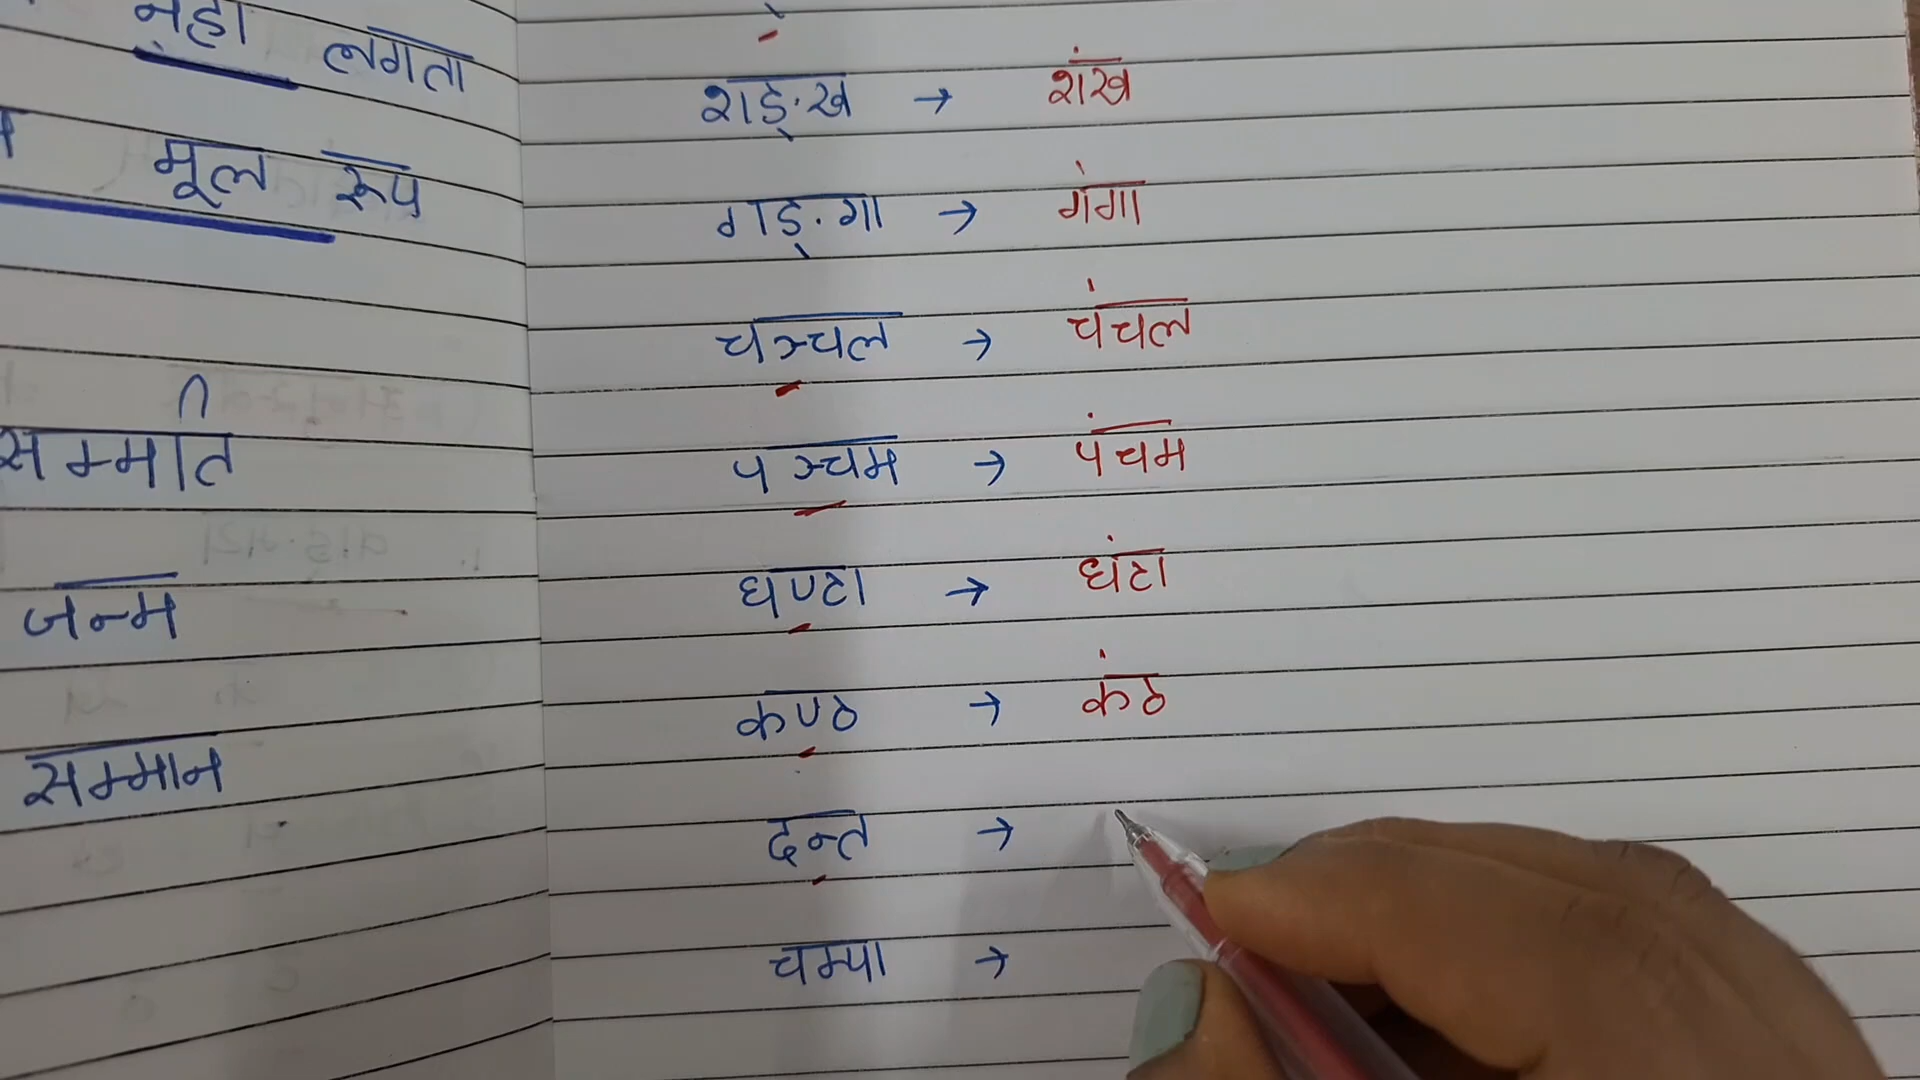 नही लगता
मूल रूप
सम्मति
जन्म
सम्मान
शङ्ख → शंख
गङ्गा → गंगा
चञ्चल → चंचल
पञ्चम → पंचम
घण्टा → घंटा
कण्ठ → कंठ
दन्त →
चम्पा →